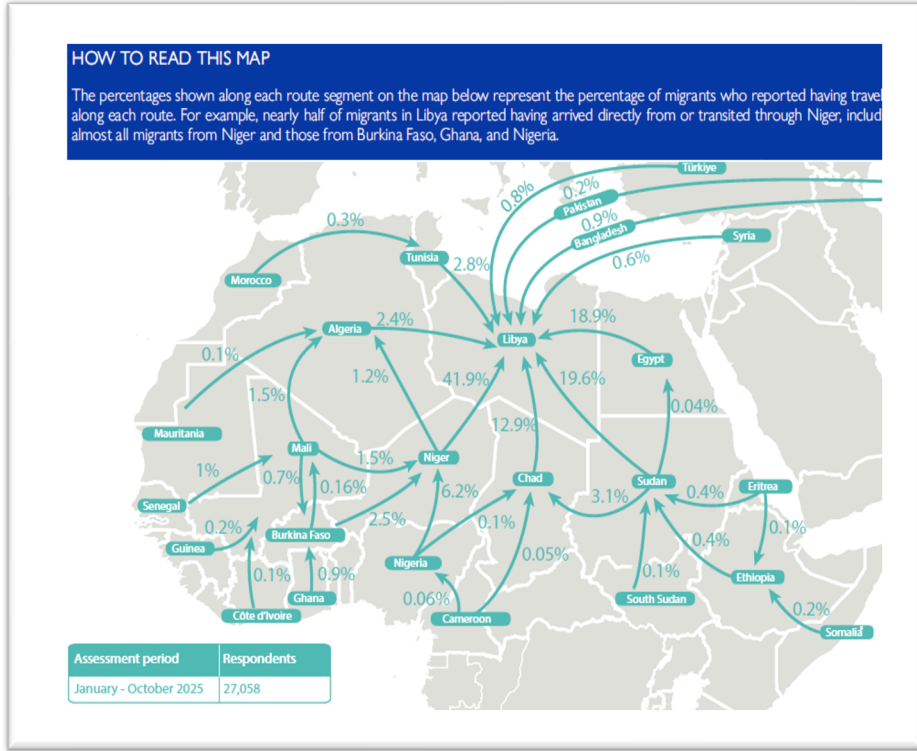 HOW TO READ THIS MAP
The percentages shown along each route segment on the map below represent the percentage of migrants who reported having travel
along each route. For example, nearly half of migrants in Libya reported having arrived directly from or transited through Niger, includ
almost all migrants from Niger and those from Burkina Faso, Ghana, and Nigeria.
Türkiye
0.8%
0.2%
Pakistan
0.9%
Bangladesh
Syria
0.6%
0.3%
Tunisia
2.8%
Morocco
18.9%
Algeria
2.4%
Libya
Egypt
0.1%
1.2%
41.9%
19.6%
1.5%
0.04%
12.9%
Mauritania
Mali
1.5%
Niger
1%
0.7%
0.16%
6.2%
Chad
Sudan
Eritrea
3.1%
0.4%
Senegal
2.5%
0.1%
0.2%
Burkina Faso
0.1%
Guinea
0.4%
0.05%
Nigeria
0.1%
0.9%
0.1%
Ethiopia
Ghana
0.06%
South Sudan
0.2%
Côte d'Ivoire
Cameroon
Somalia
Assessment period
Respondents
January - October 2025
27,058